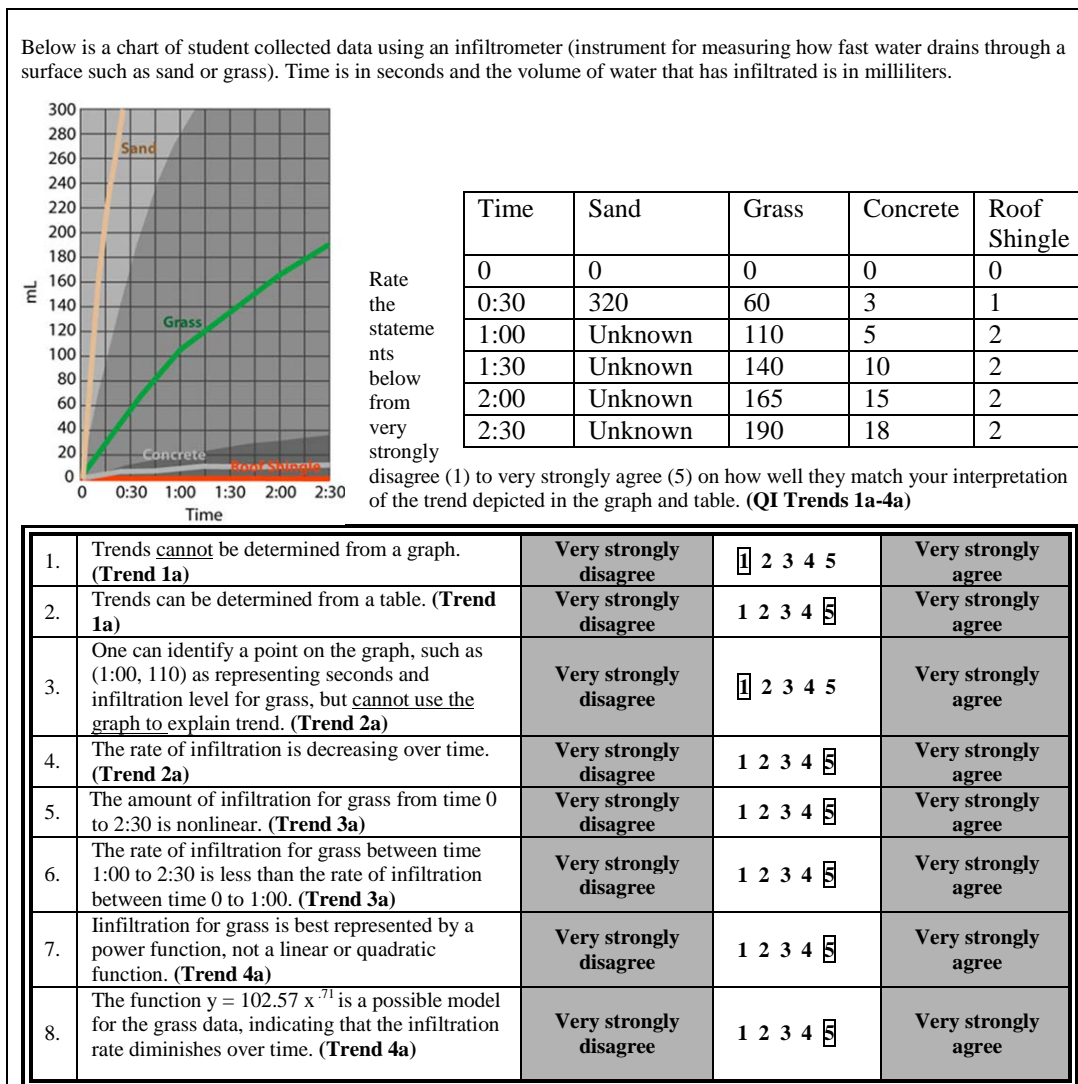 Below is a chart of student collected data using an infiltrometer (instrument for measuring how fast water drains through a
surface such as sand or grass). Time is in seconds and the volume of water that has infiltrated is in milliliters.
300
280
260
240
220
200
180
160
140
120
100
80
60
40
20
0
mL
Sand
Grass
Concrete
Roof Shingle
0 0:30 1:00 1:30 2:00 2:30
Time
Time Sand Grass Concrete Roof
Shingle
0 0 0 0 0
0:30 320 60 3 1
1:00 Unknown 110 5 2
1:30 Unknown 140 10 2
2:00 Unknown 165 15 2
2:30 Unknown 190 18 2
Rate
the
stateme
nts
below
from
very
strongly
disagree (1) to very strongly agree (5) on how well they match your interpretation
of the trend depicted in the graph and table. (QI Trends 1a-4a)
1. Trends cannot be determined from a graph.
(Trend 1a)
Very strongly
disagree
1 2 3 4 5
Very strongly
agree
2. Trends can be determined from a table. (Trend
1a)
Very strongly
disagree
1 2 3 4 5
Very strongly
agree
3. One can identify a point on the graph, such as
(1:00, 110) as representing seconds and
infiltration level for grass, but cannot use the
graph to explain trend. (Trend 2a)
Very strongly
disagree
1 2 3 4 5
Very strongly
agree
4. The rate of infiltration is decreasing over time.
(Trend 2a)
Very strongly
disagree
1 2 3 4 5
Very strongly
agree
5. The amount of infiltration for grass from time 0
to 2:30 is nonlinear. (Trend 3a)
Very strongly
disagree
1 2 3 4 5
Very strongly
agree
6. The rate of infiltration for grass between time
1:00 to 2:30 is less than the rate of infiltration
between time 0 to 1:00. (Trend 3a)
Very strongly
disagree
1 2 3 4 5
Very strongly
agree
7. Iinfiltration for grass is best represented by a
power function, not a linear or quadratic
function. (Trend 4a)
Very strongly
disagree
1 2 3 4 5
Very strongly
agree
8. The function y = 102.57 x .71 is a possible model
for the grass data, indicating that the infiltration
rate diminishes over time. (Trend 4a)
Very strongly
disagree
1 2 3 4 5
Very strongly
agree